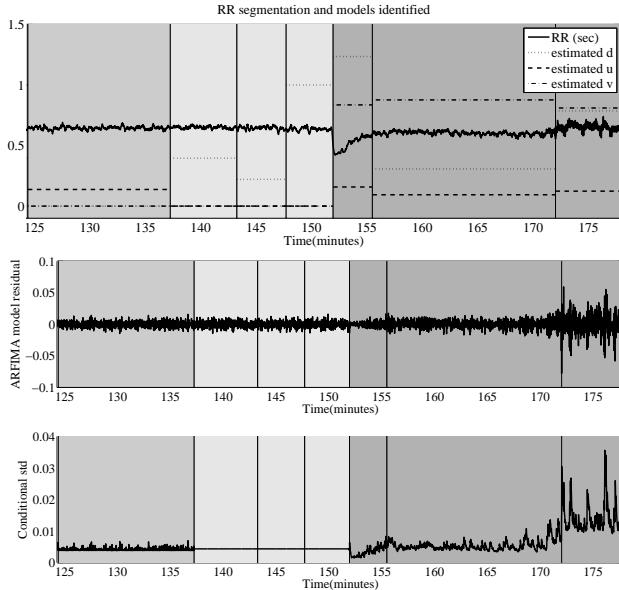 RR segmentation and models identified
1.5
1
0.5
0
RR (sec)
estimated d
estimated u
estimated v
125 130 135 140 145 150 155 160 165 170 175
Time(minutes)
ARFIMA model residual
0.1
0.05
0
−0.05
−0.1
125 130 135 140 145 150 155 160 165 170 175
Time(minutes)
Conditional std
0.04
0.03
0.02
0.01
0
125 130 135 140 145 150 155 160 165 170 175
Time(minutes)